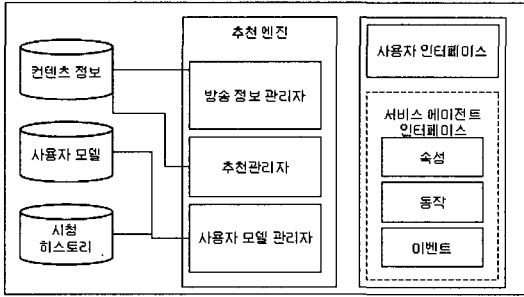 컨텐츠 정보
사용자 모델
시청
히스토리
추천 엔진
방송 정보 관리자
추천관리자
사용자 모델 관리자
사용자 인터페이스
서비스 에이전트
인터페이스
속성
동작
이벤트